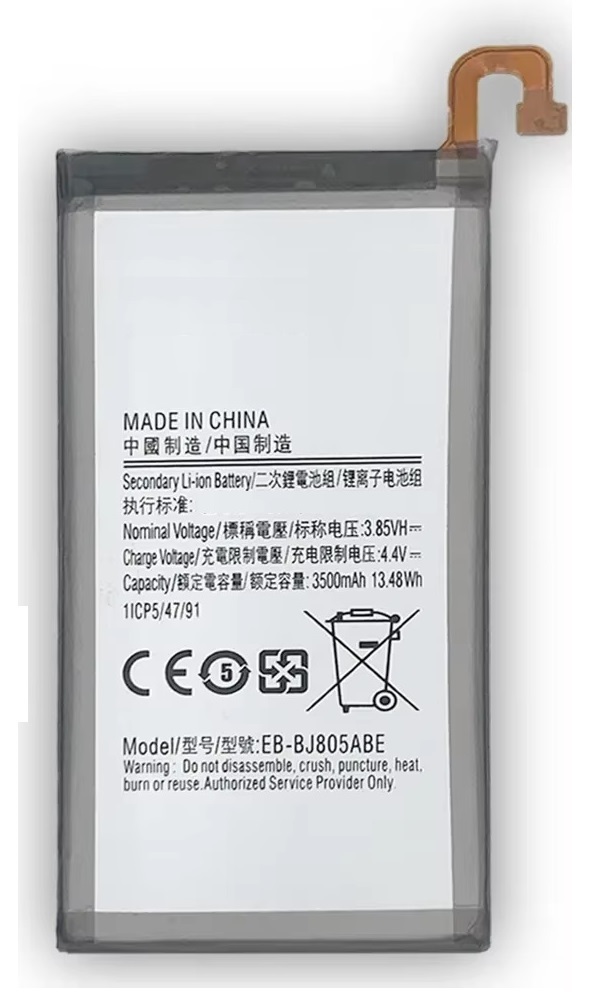 MADE IN CHINA
中國制造/中国制造
Secondary Li-ion Battery/二次鋰電池組/锂离子电池组
执行标准:
Nominal Voltage/標稱電壓/标称电压:3.85VH⎓
Charge Voltage/充電限制電壓/充电限制电压:4.4V⎓
Capacity/額定電容量/额定容量: 3500mAh 13.48Wh
1ICP5/47/91
CE 5
Model/型号/型號:EB-BJ805ABE
Warning: Do not disassemble, crush, puncture, heat,
burn or reuse.Authorized Service Provider Only.